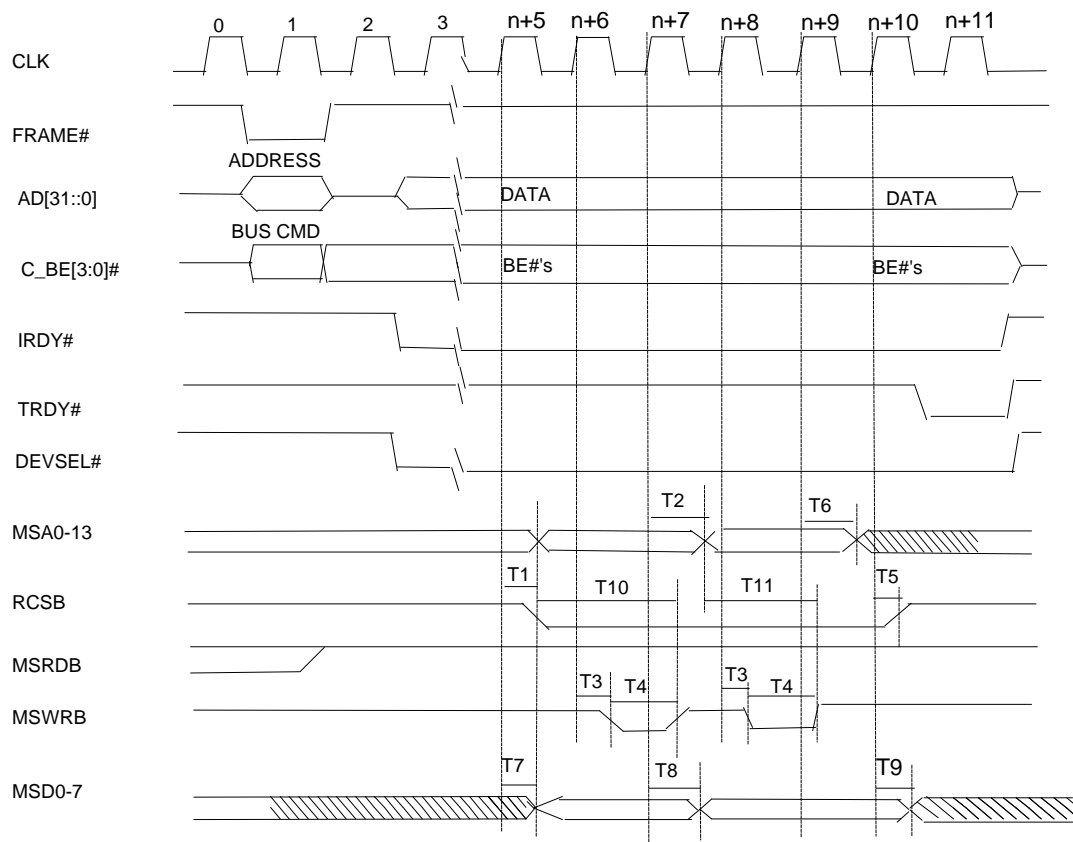 0 1 2 3 n+5 n+6 n+7 n+8 n+9 n+10 n+11
CLK
FRAME#
ADDRESS
AD[31::0] DATA DATA
BUS CMD
C_BE[3:0]# BE#'s BE#'s
IRDY#
TRDY#
DEVSEL#
T2 T6
MSA0-13
T1 T10 T11 T5
RCSB
MSRDB
T3 T4 T3 T4
MSWRB
T7 T8 T9
MSD0-7